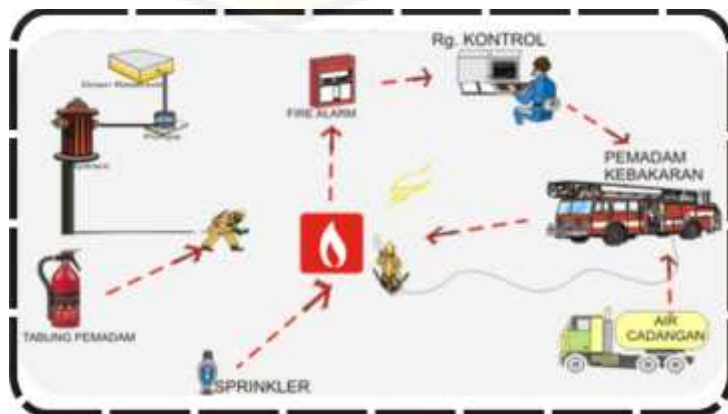 Rg. KONTROL
FIRE ALARM
PEMADAM
KEBAKARAN
TABUNG PEMADAM
SPRINKLER
AIR
CADANGAN